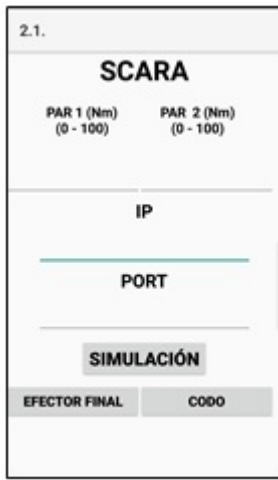 2.1.
SCARA
PAR 1 (Nm) PAR 2 (Nm)
(0 - 100) (0 - 100)
IP
PORT
SIMULACIÓN
EFECTOR FINAL CODO